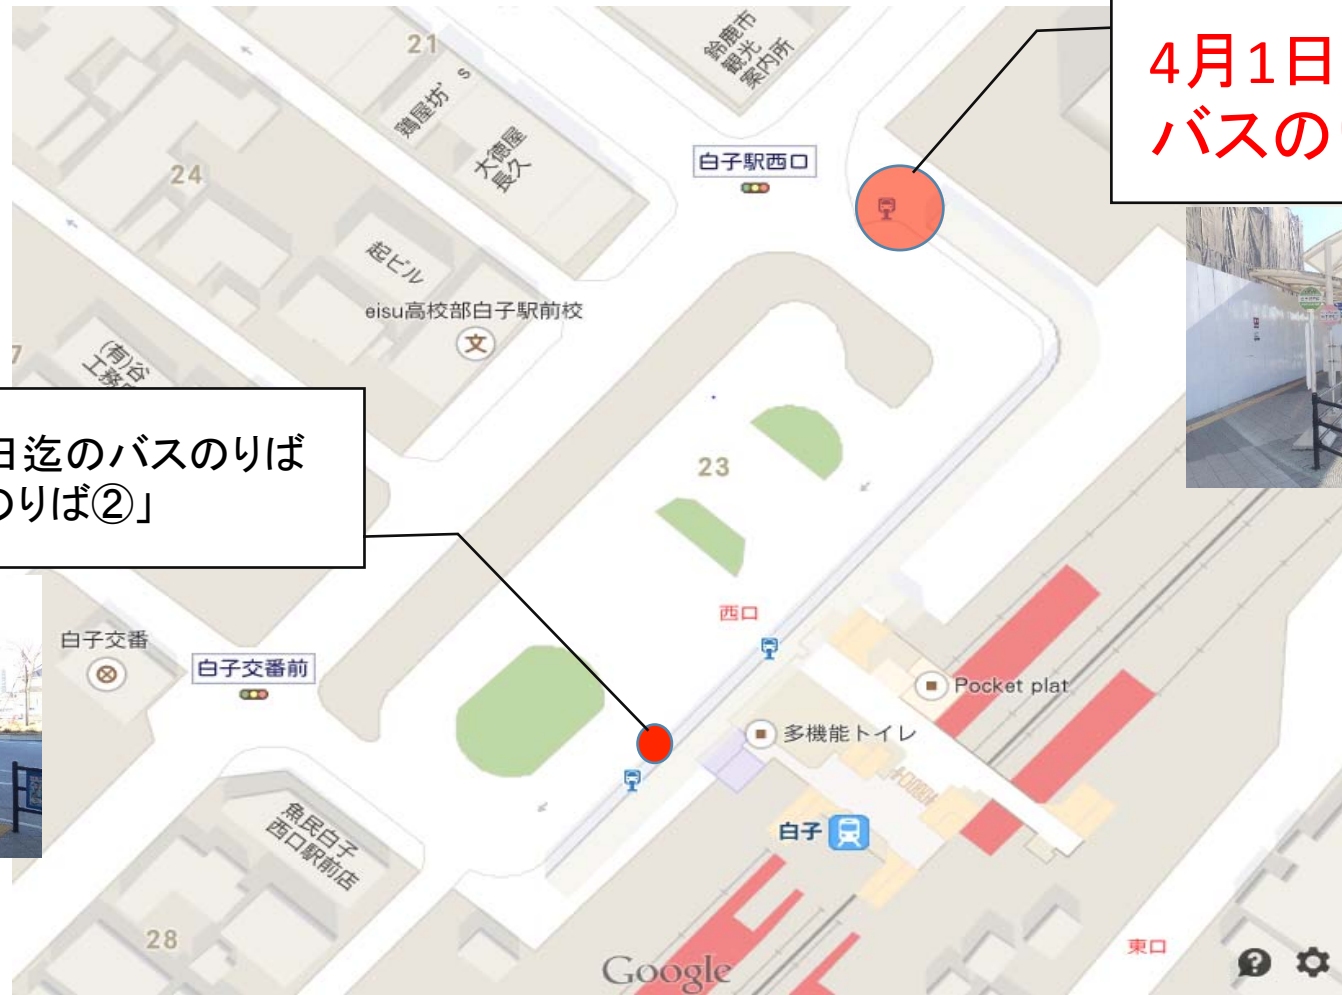 21
鶏屋坊's
大徳屋
長久
鈴鹿市
観光
案内所
4月1日
バスの
白子駅西口
24
起ビル
eisu高校部白子駅前校
文
(有)谷
工務
7
日迄のバスのりば
のりば②」
23
西口
白子交番
白子交番前
Pocket plat
多機能トイレ
白子
魚民白子
西口駅前店
28
東口
Google